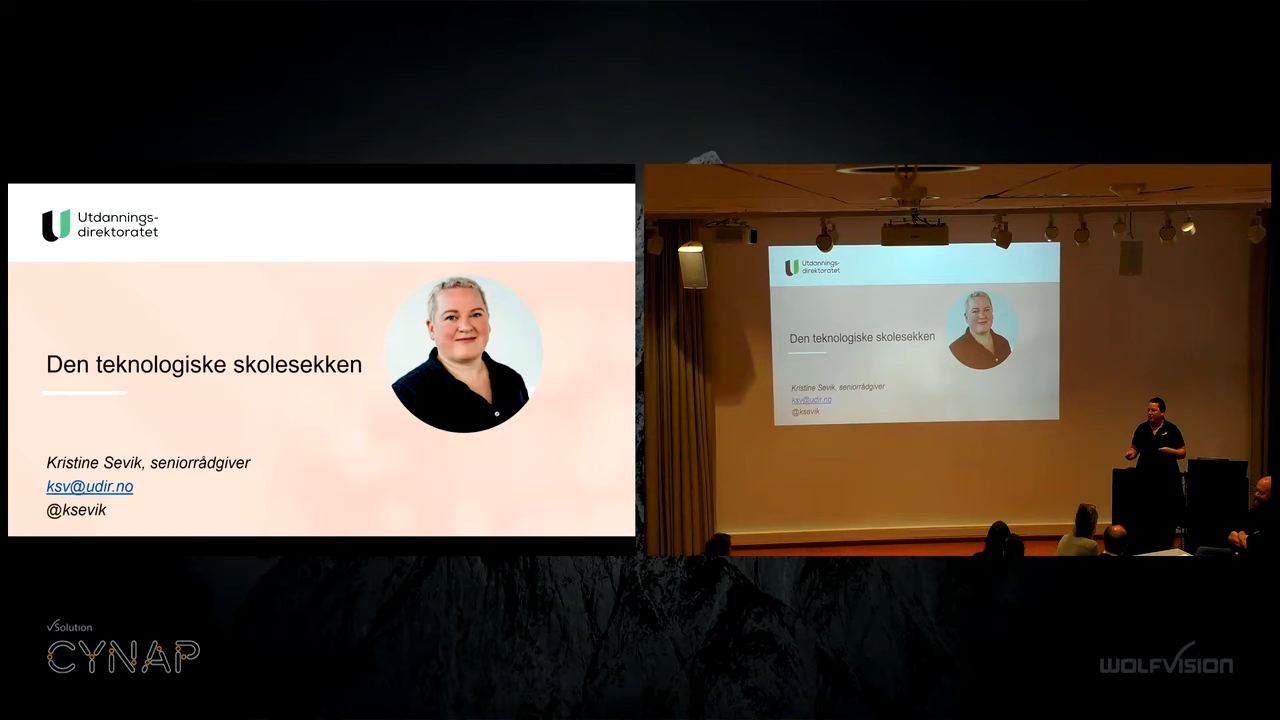 Utdannings-
direktoratet
Den teknologiske skolesekken
Kristine Sevik, seniorrådgiver
ksv@udir.no
@ksevik
Utdannings-
direktoratet
Den teknologiske skolesekken
Kristine Sevik, seniorrådgiver
ksv@udir.no
@ksevik
vSolution
CYNAP
WOLFVISION